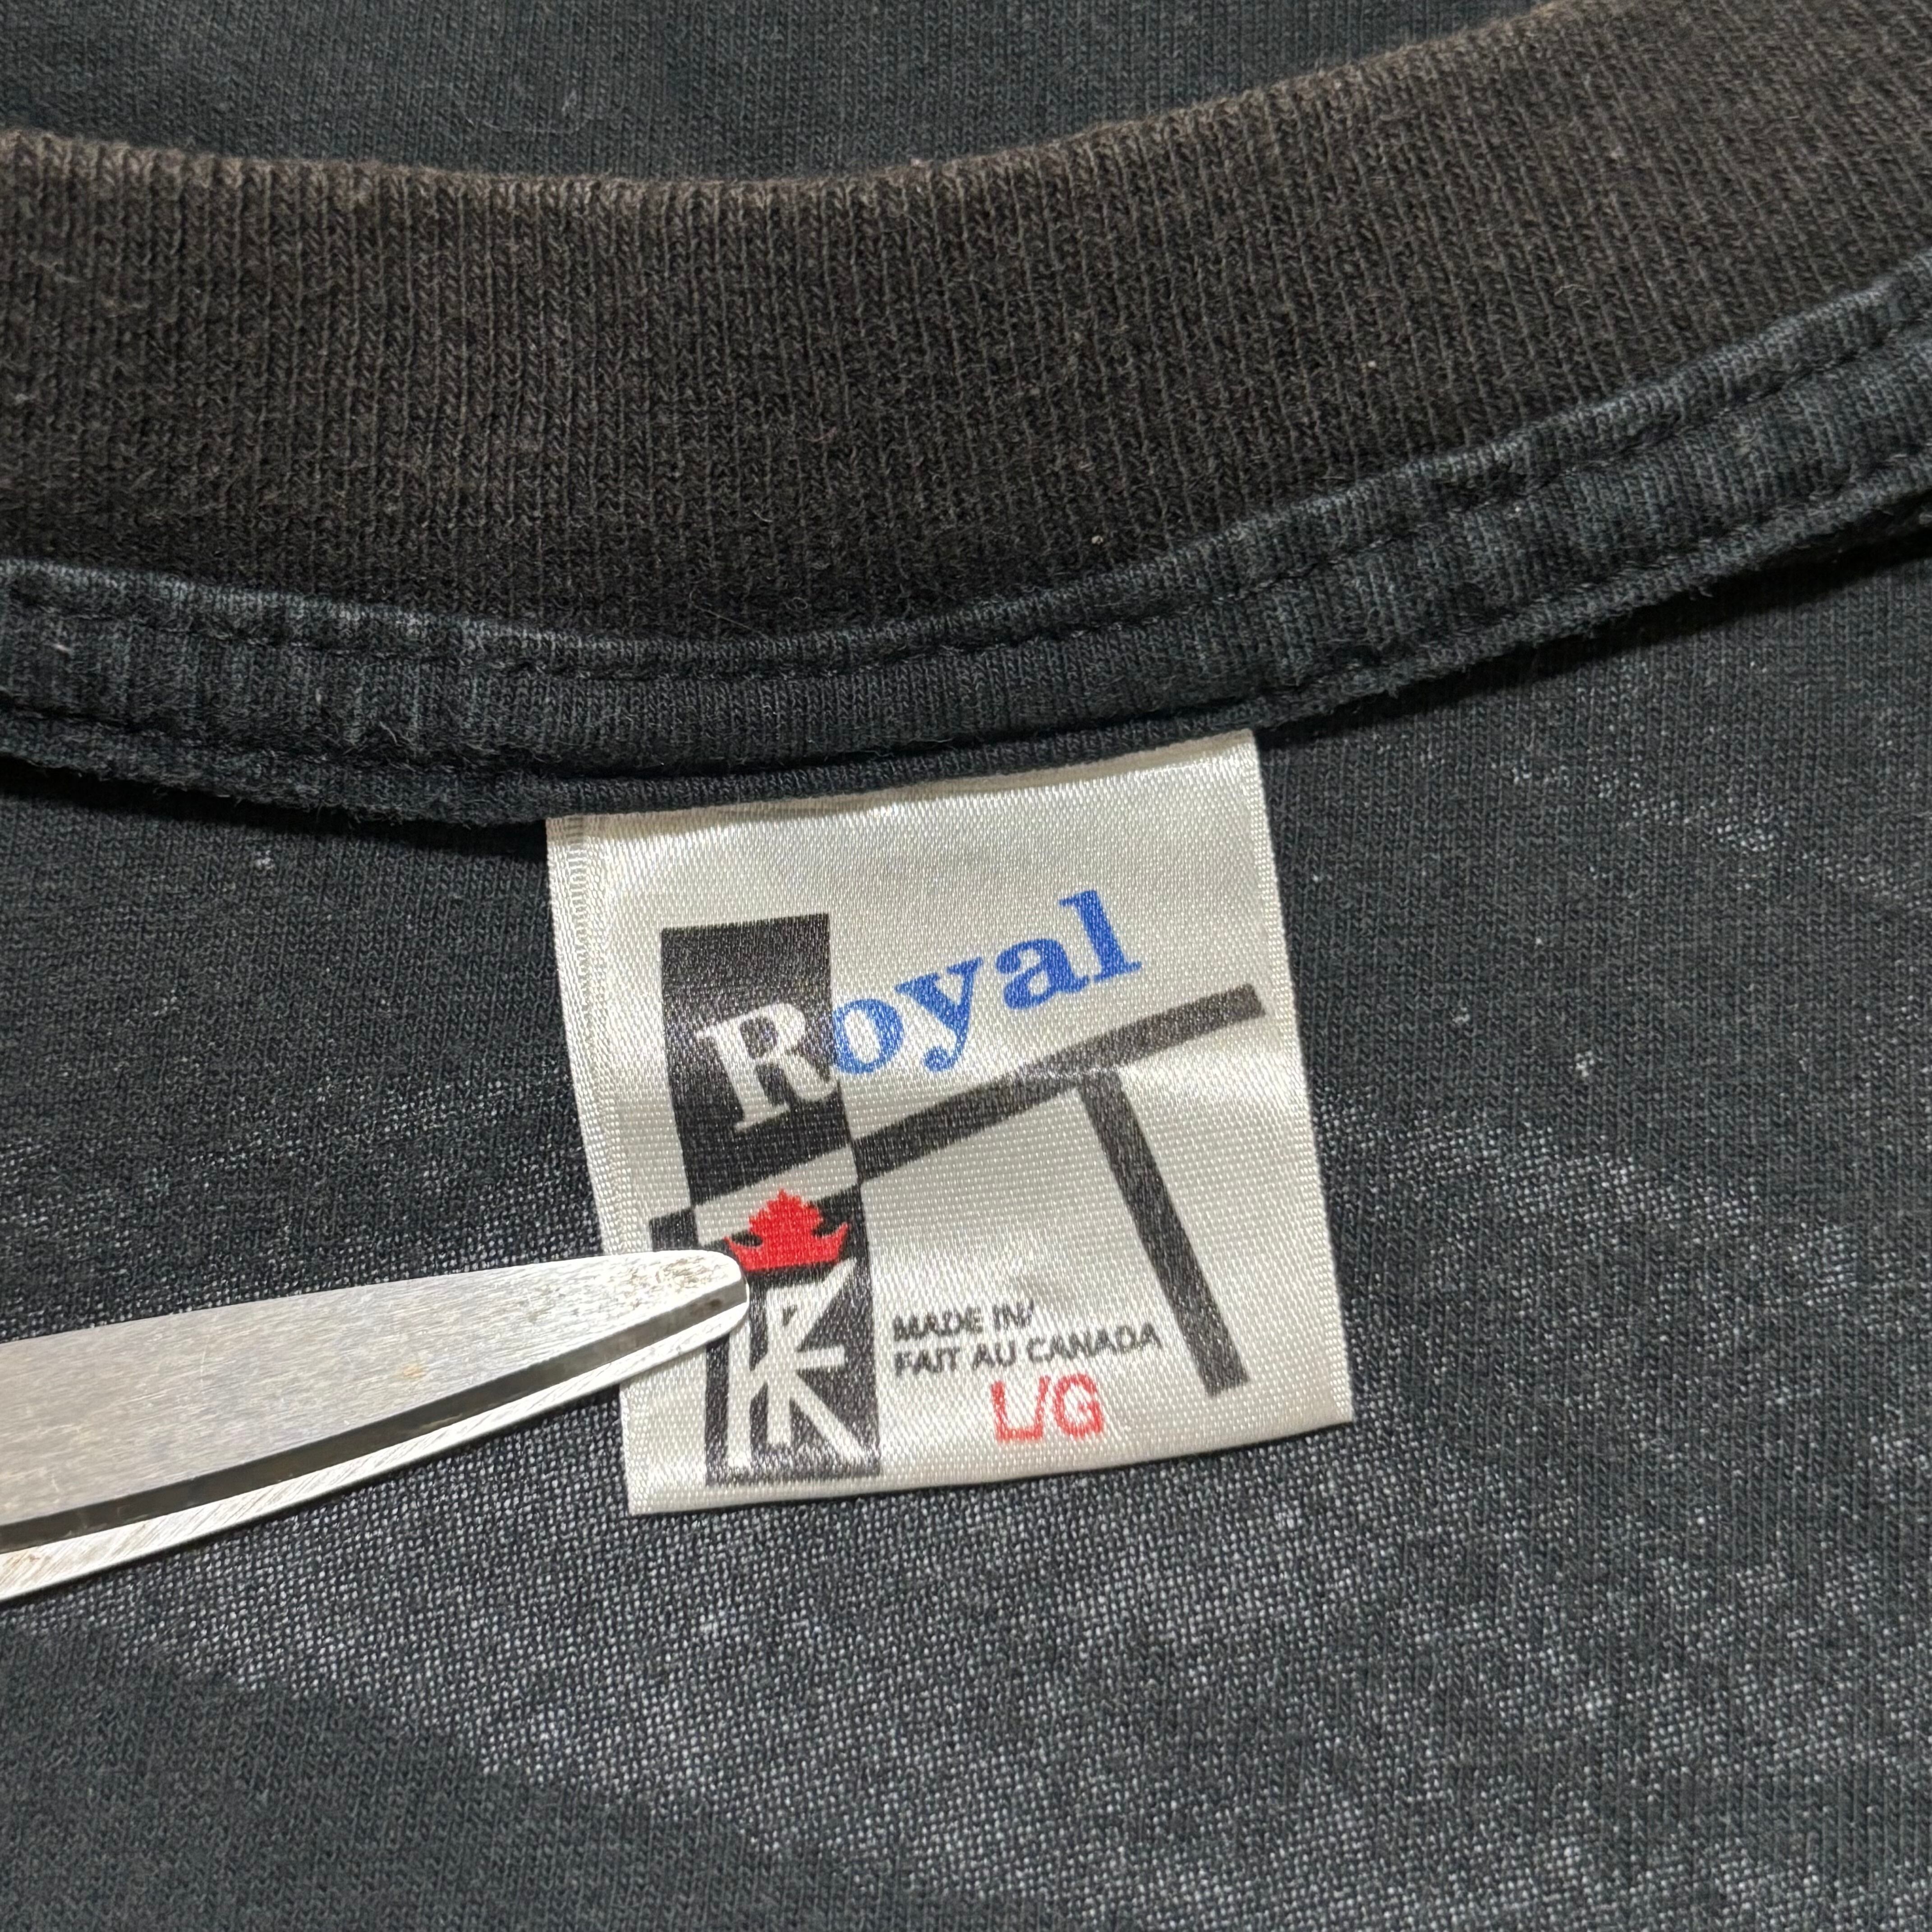 Royal
MADE IN/
FAIT AU CANADA
L/G